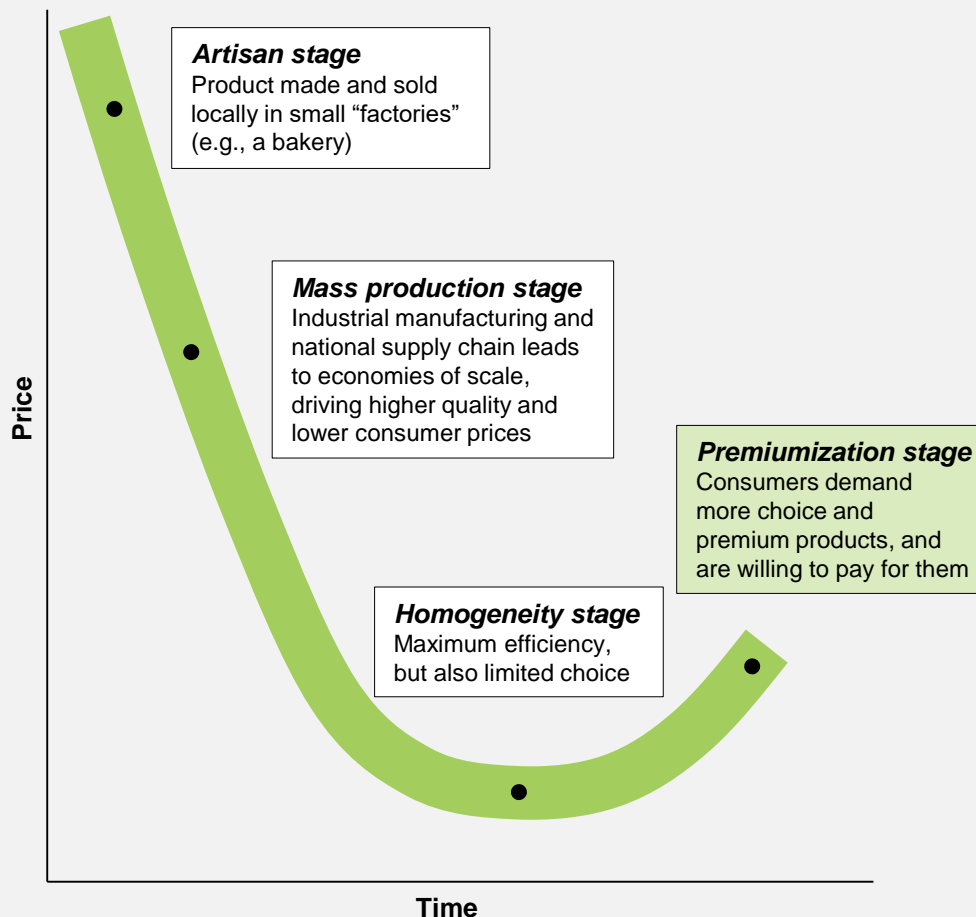 Artisan stage
Product made and sold
locally in small “factories”
(e.g., a bakery)
Mass production stage
Industrial manufacturing and
national supply chain leads
to economies of scale,
driving higher quality and
lower consumer prices
Price
Premiumization stage
Consumers demand
more choice and
premium products, and
are willing to pay for them
Homogeneity stage
Maximum efficiency,
but also limited choice
Time